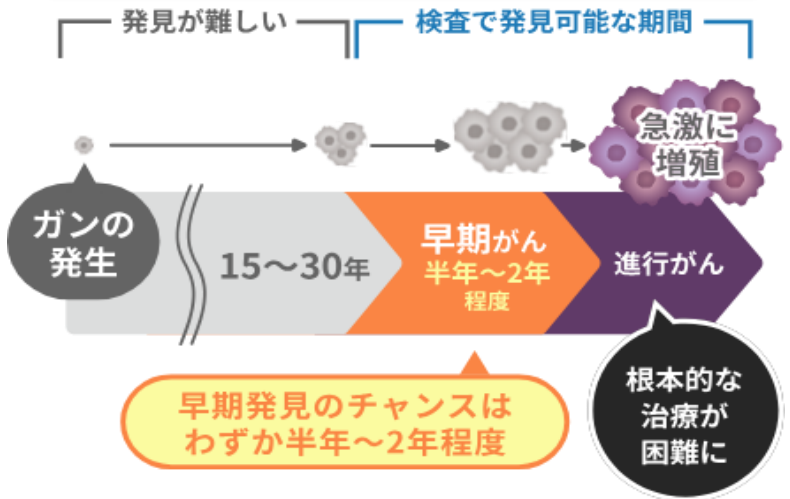 発見が難しい
検査で発見可能な期間
急激に
増殖
ガンの
発生
15〜30年
早期がん
半年〜2年
程度
進行がん
早期発見のチャンスは
わずか半年〜2年程度
根本的な
治療が
困難に